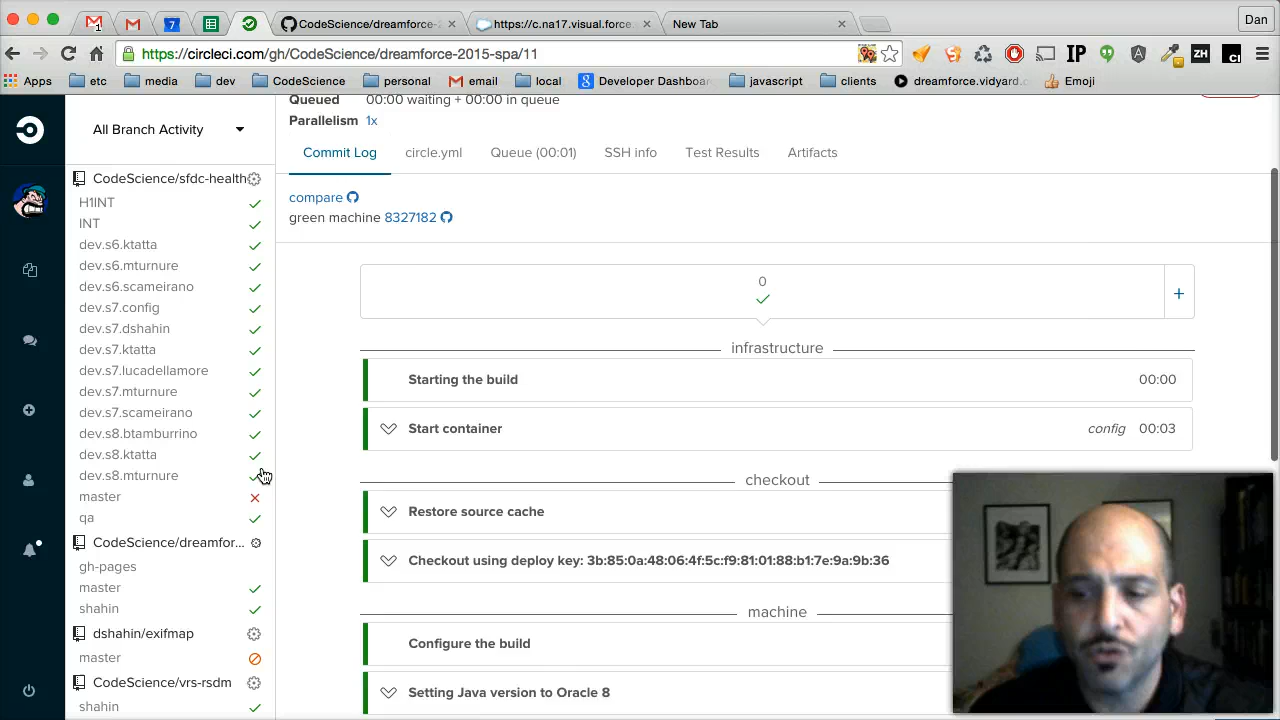 1
7
CodeScience/dreamforce-2
https://c.na17.visual.force
New Tab
Dan
https://circleci.com/gh/CodeScience/dreamforce-2015-spa/11
IP
ZH
Apps
etc
media
dev
CodeScience
personal
email
local
Developer Dashboa
javascript
clients
dreamforce.vidyard.c
Emoji
All Branch Activity
CodeScience/sfdc-health
H1INT
INT
dev.s6.ktatta
dev.s6.mturnure
dev.s6.scameirano
dev.s7.config
dev.s7.dshahin
dev.s7.ktatta
dev.s7.lucadellamore
dev.s7.mturnure
dev.s7.scameirano
dev.s8.btamburrino
dev.s8.ktatta
dev.s8.mturnure
master
qa
CodeScience/dreamfor...
gh-pages
master
shahin
dshahin/exifmap
master
CodeScience/vrs-rsdm
shahin
Queued 00:00 waiting + 00:00 in queue
Parallelism 1x
Commit Log circle.yml Queue (00:01) SSH info Test Results Artifacts
compare
green machine 8327182
0
+
infrastructure
Starting the build 00:00
Start container config 00:03
checkout
Restore source cache
Checkout using deploy key: 3b:85:0a:48:06:4f:5c:f9:81:01:88:b1:7e:9a:9b:36
machine
Configure the build
Setting Java version to Oracle 8